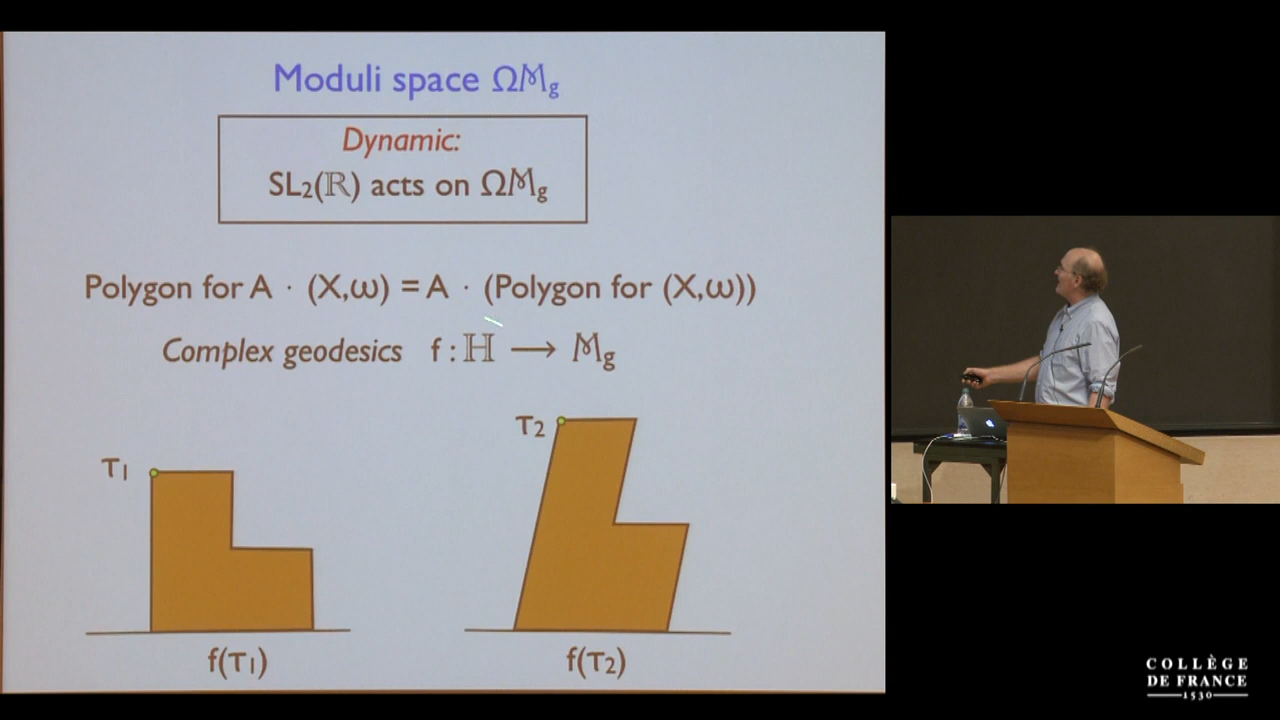 Moduli space Ωℳg
Dynamic:
SL₂(ℝ) acts on Ωℳg
Polygon for A · (X,ω) = A · (Polygon for (X,ω))
Complex geodesics f : ℍ ⟶ ℳg
τ₁
τ₂
f(τ₁)
f(τ₂)
COLLÈGE
DE FRANCE
1530